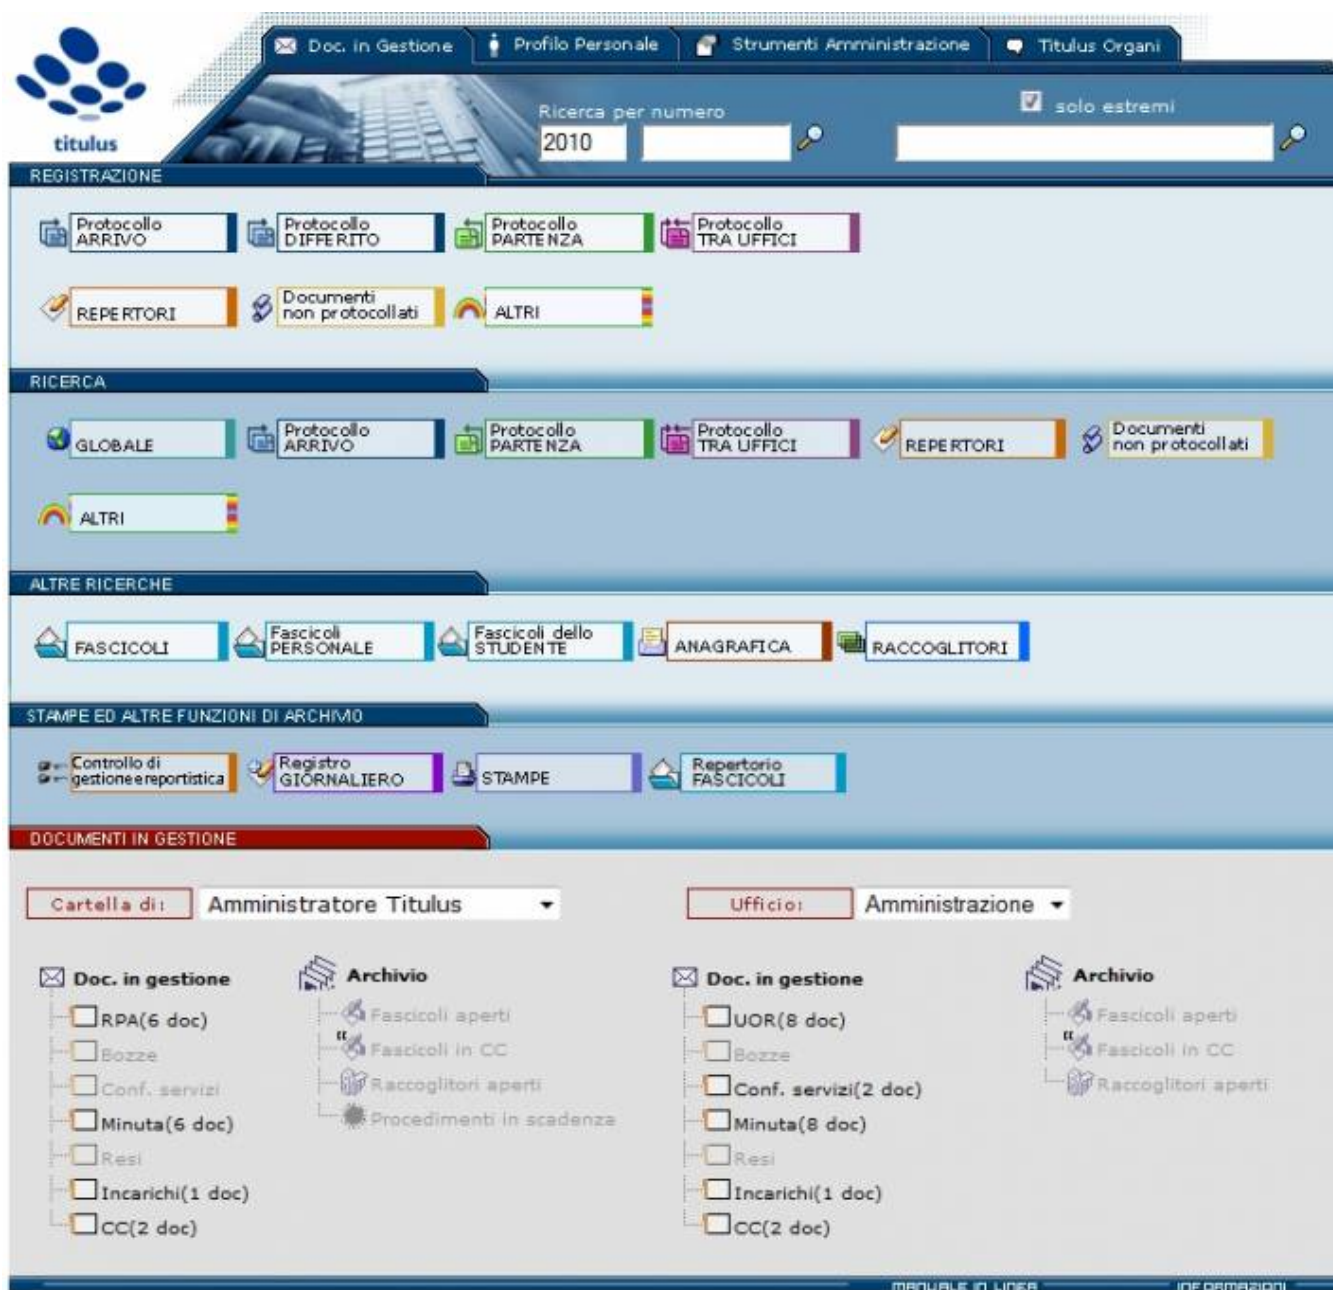 Doc. in Gestione
Profilo Personale
Strumenti Amministrazione
Titulus Organi
titulus
Ricerca per numero
2010
solo estremi
REGISTRAZIONE
Protocollo
ARRIVO
Protocollo
DIFFERITO
Protocollo
PARTENZA
Protocollo
TRA UFFICI
REPERTORI
Documenti
non protocollati
ALTRI
RICERCA
GLOBALE
Protocollo
ARRIVO
Protocollo
PARTENZA
Protocollo
TRA UFFICI
REPERTORI
Documenti
non protocollati
ALTRI
ALTRE RICERCHE
FASCICOLI
Fascicoli
PERSONALE
Fascicoli dello
STUDENTE
ANAGRAFICA
RACCOGLITORI
STAMPE ED ALTRE FUNZIONI DI ARCHIVIO
Controllo di
gestione e reportistica
Registro
GIORNALIERO
STAMPE
Repertorio
FASCICOLI
DOCUMENTI IN GESTIONE
Cartella di:
Amministratore Titulus
Ufficio:
Amministrazione
Doc. in gestione
RPA(6 doc)
Bozze
Conf. servizi
Minuta(6 doc)
Resi
Incarichi(1 doc)
CC(2 doc)
Archivio
Fascicoli aperti
Fascicoli in CC
Raccoglitori aperti
Procedimenti in scadenza
Doc. in gestione
UOR(8 doc)
Bozze
Conf. servizi(2 doc)
Minuta(8 doc)
Resi
Incarichi(1 doc)
CC(2 doc)
Archivio
Fascicoli aperti
Fascicoli in CC
Raccoglitori aperti
MANUALE IN LINEA
INFORMAZIONI